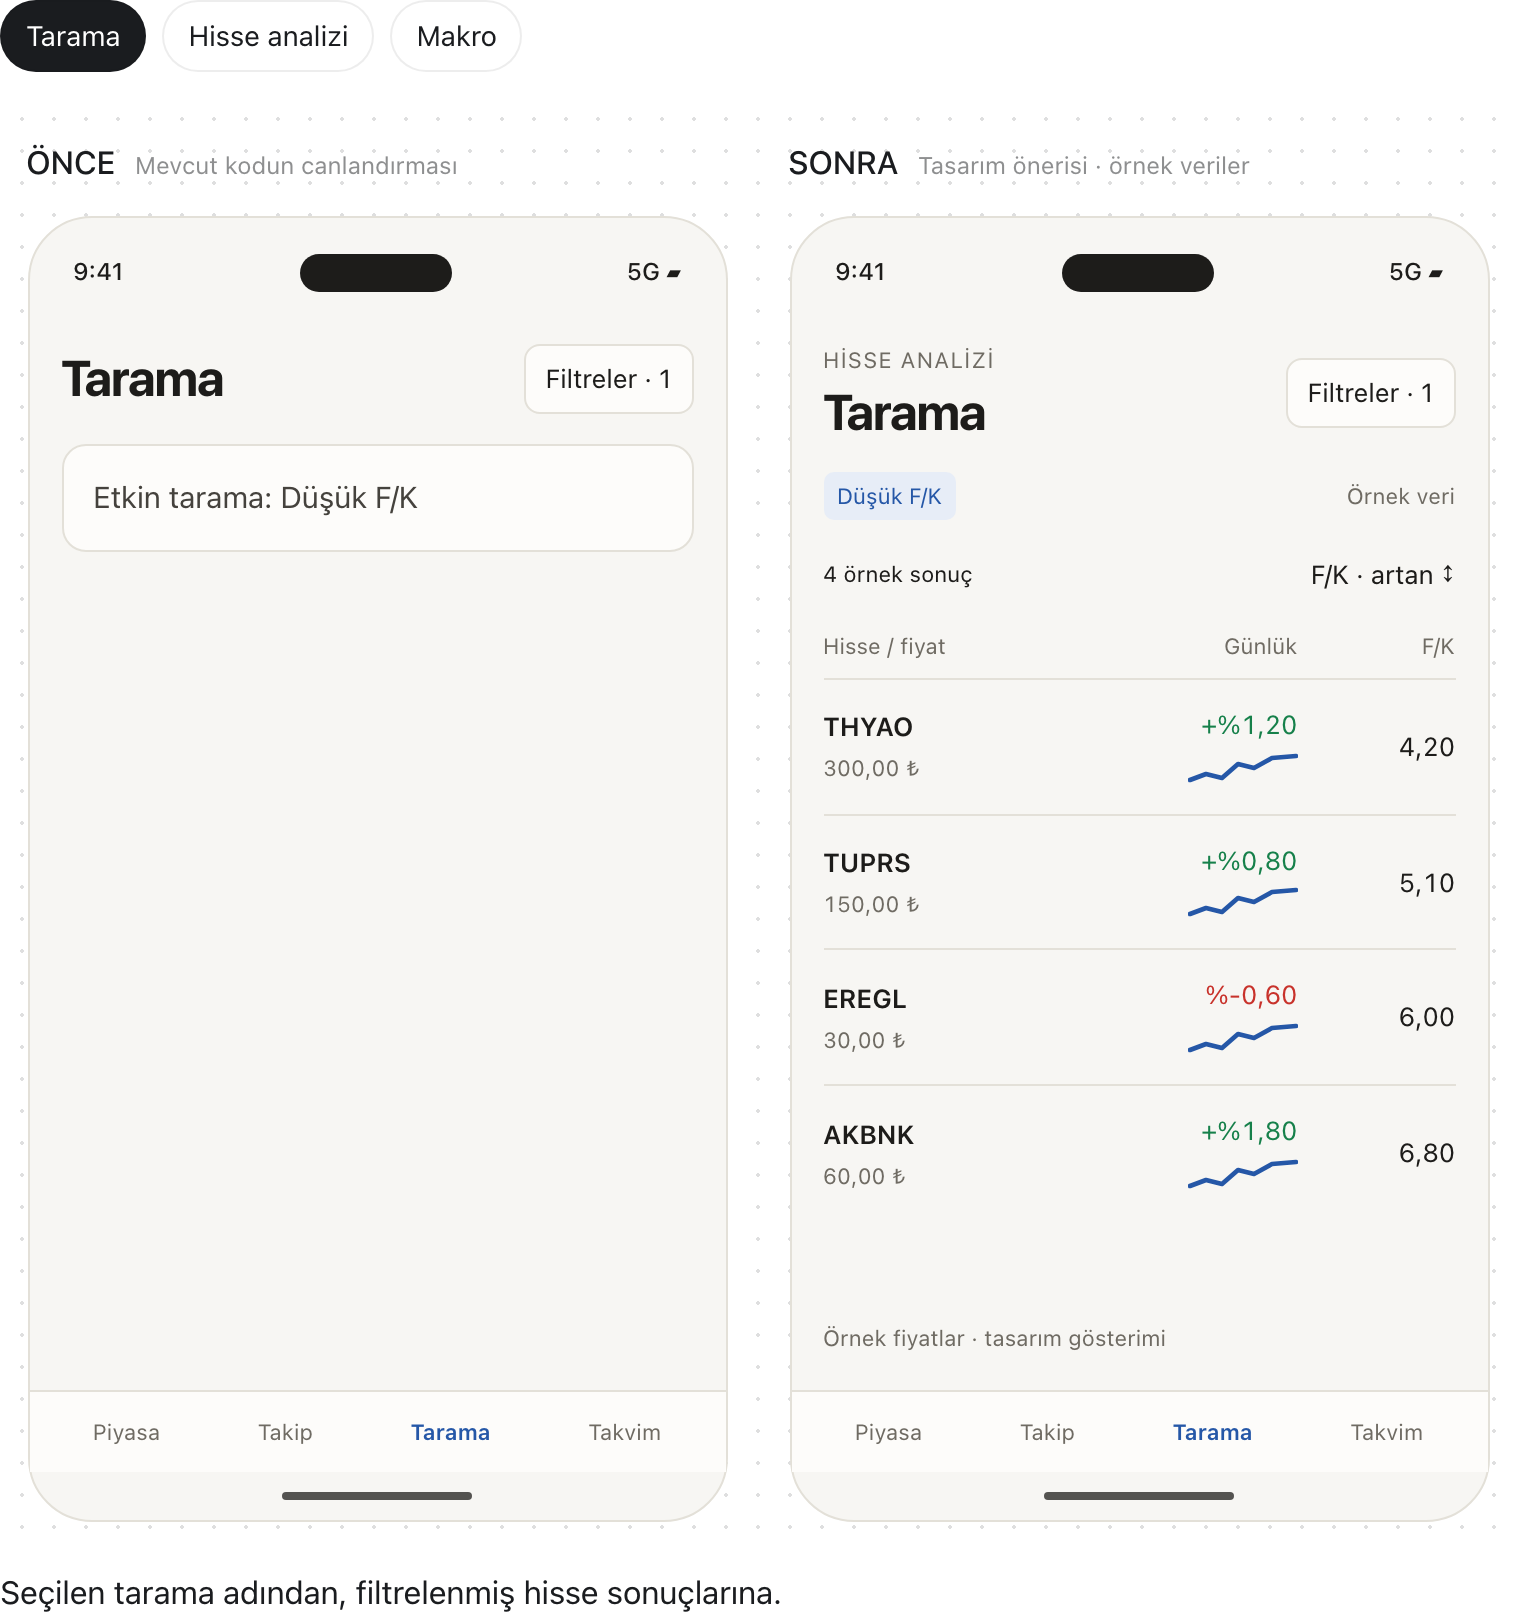 Tarama Hisse analizi Makro
ÖNCE Mevcut kodun canlandırması
9:41 5G
Tarama
Filtreler · 1
Etkin tarama: Düşük F/K
Piyasa Takip Tarama Takvim
SONRA Tasarım önerisi · örnek veriler
9:41 5G
HİSSE ANALİZİ
Tarama
Filtreler · 1
Düşük F/K Örnek veri
4 örnek sonuç F/K · artan ↕
Hisse / fiyat Günlük F/K
THYAO +%1,20 4,20
300,00 ₺
TUPRS +%0,80 5,10
150,00 ₺
EREGL %-0,60 6,00
30,00 ₺
AKBNK +%1,80 6,80
60,00 ₺
Örnek fiyatlar · tasarım gösterimi
Piyasa Takip Tarama Takvim
Seçilen tarama adından, filtrelenmiş hisse sonuçlarına.